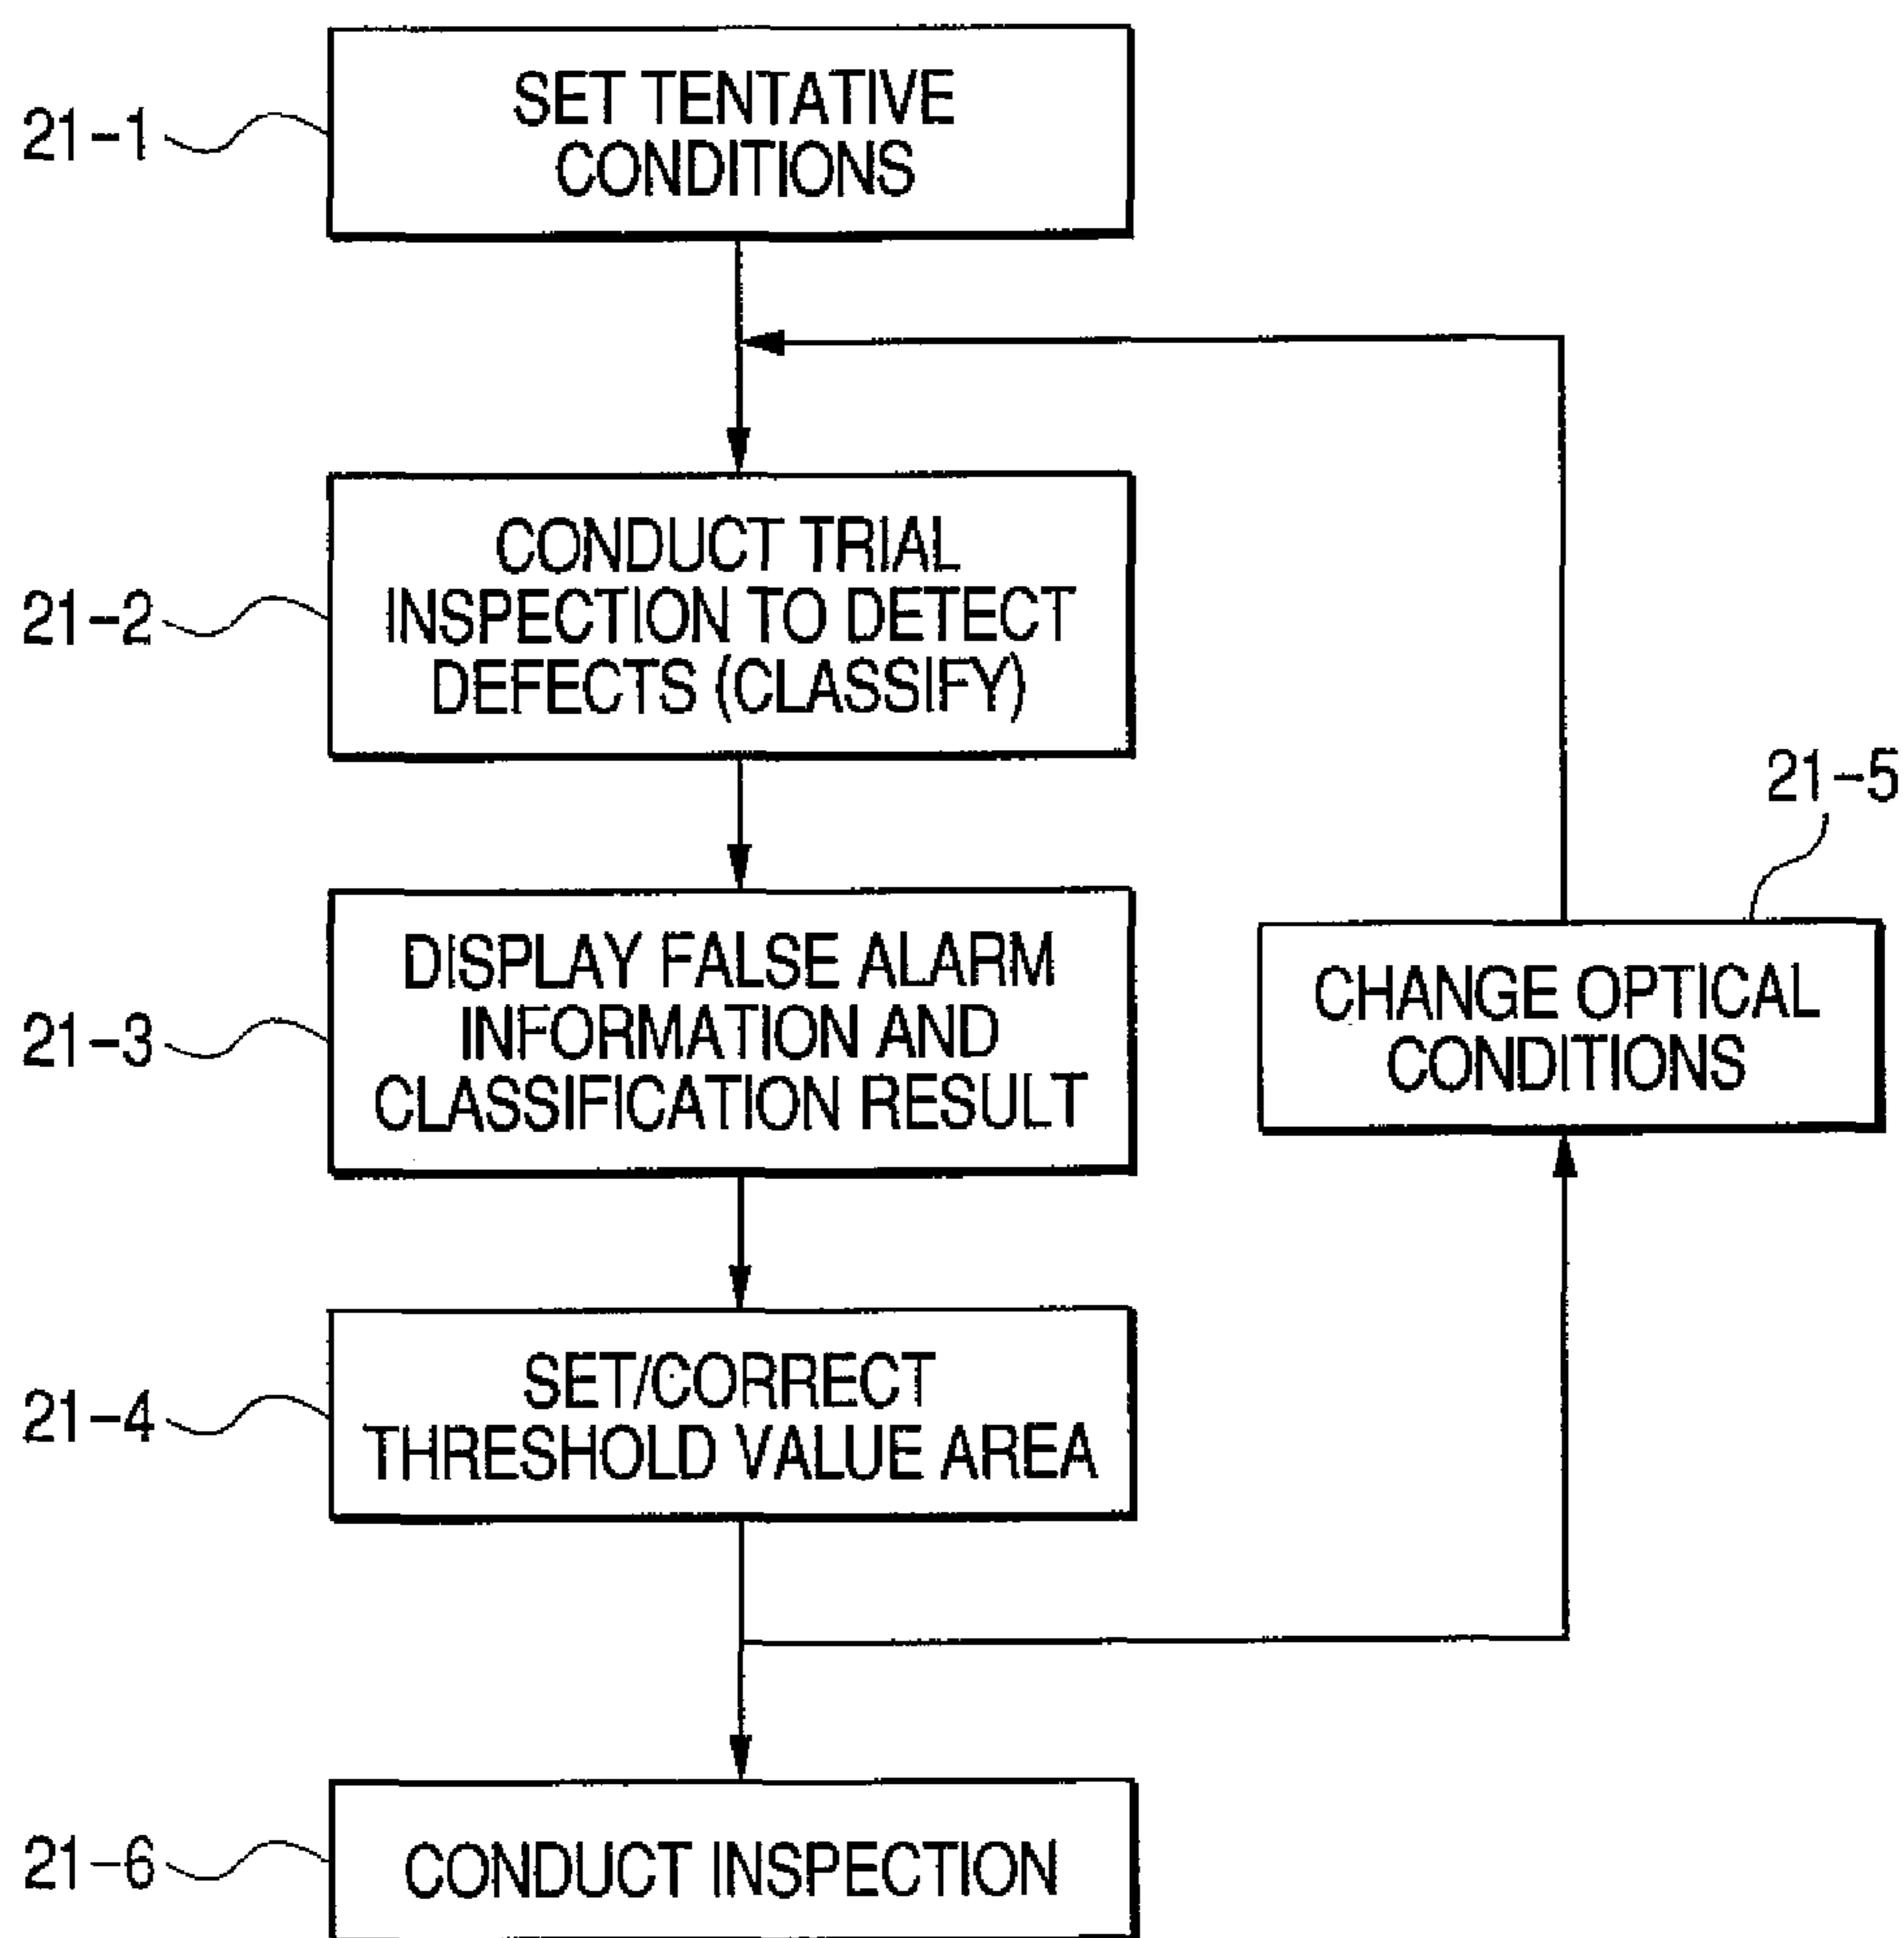 21-1
SET TENTATIVE
CONDITIONS
21-2
CONDUCT TRIAL
INSPECTION TO DETECT
DEFECTS (CLASSIFY)
21-3
DISPLAY FALSE ALARM
INFORMATION AND
CLASSIFICATION RESULT
21-5
CHANGE OPTICAL
CONDITIONS
21-4
SET/CORRECT
THRESHOLD VALUE AREA
21-6
CONDUCT INSPECTION